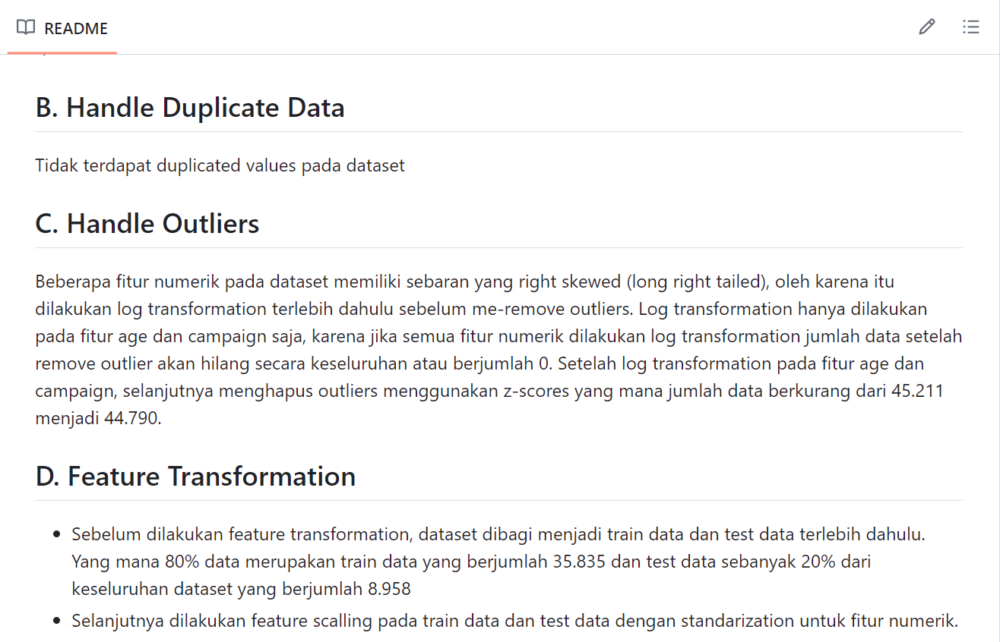 README
B. Handle Duplicate Data
Tidak terdapat duplicated values pada dataset
C. Handle Outliers
Beberapa fitur numerik pada dataset memiliki sebaran yang right skewed (long right tailed), oleh karena itu
dilakukan log transformation terlebih dahulu sebelum me-remove outliers. Log transformation hanya dilakukan
pada fitur age dan campaign saja, karena jika semua fitur numerik dilakukan log transformation jumlah data setelah
remove outlier akan hilang secara keseluruhan atau berjumlah 0. Setelah log transformation pada fitur age dan
campaign, selanjutnya menghapus outliers menggunakan z-scores yang mana jumlah data berkurang dari 45.211
menjadi 44.790.
D. Feature Transformation
Sebelum dilakukan feature transformation, dataset dibagi menjadi train data dan test data terlebih dahulu.
Yang mana 80% data merupakan train data yang berjumlah 35.835 dan test data sebanyak 20% dari
keseluruhan dataset yang berjumlah 8.958
Selanjutnya dilakukan feature scalling pada train data dan test data dengan standarization untuk fitur numerik.